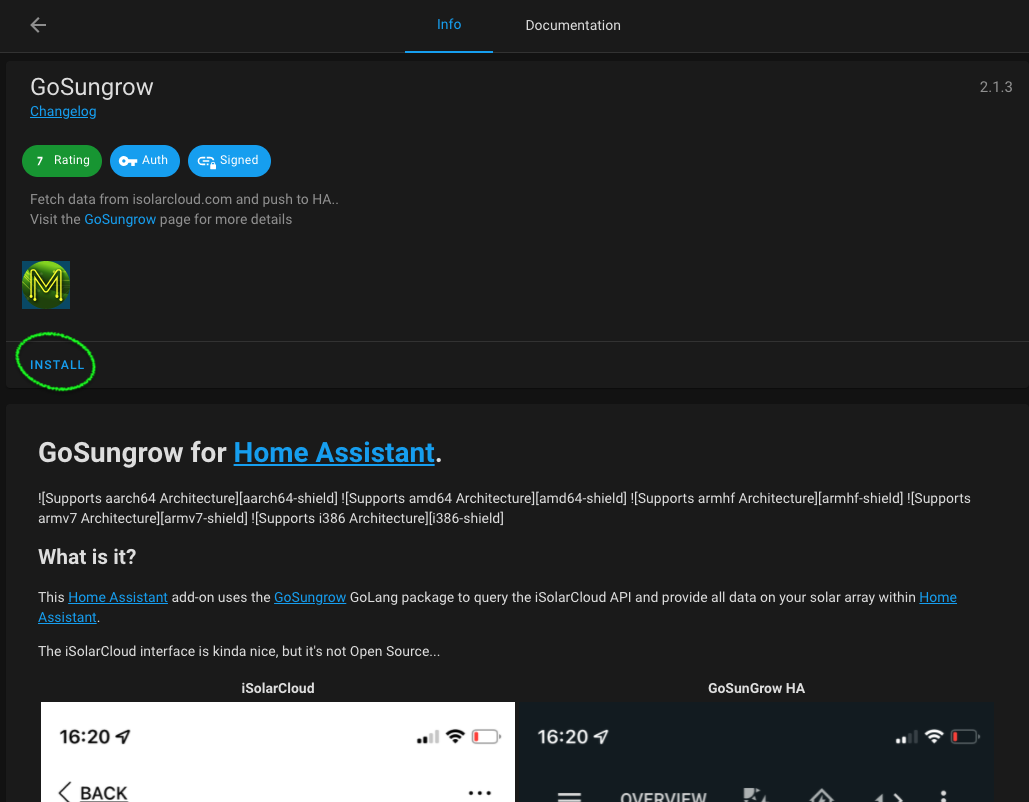 Info
Documentation
GoSungrow
2.1.3
Changelog
7 Rating
Auth
Signed
Fetch data from isolarcloud.com and push to HA..
Visit the GoSungrow page for more details
M
INSTALL
GoSungrow for Home Assistant.
![Supports aarch64 Architecture][aarch64-shield] ![Supports amd64 Architecture][amd64-shield] ![Supports armhf Architecture][armhf-shield] ![Supports
armv7 Architecture][armv7-shield] ![Supports i386 Architecture][i386-shield]
What is it?
This Home Assistant add-on uses the GoSungrow GoLang package to query the iSolarCloud API and provide all data on your solar array within Home
Assistant.
The iSolarCloud interface is kinda nice, but it's not Open Source...
iSolarCloud
GoSunGrow HA
16:20
16:20
BACK
OVERVIEW